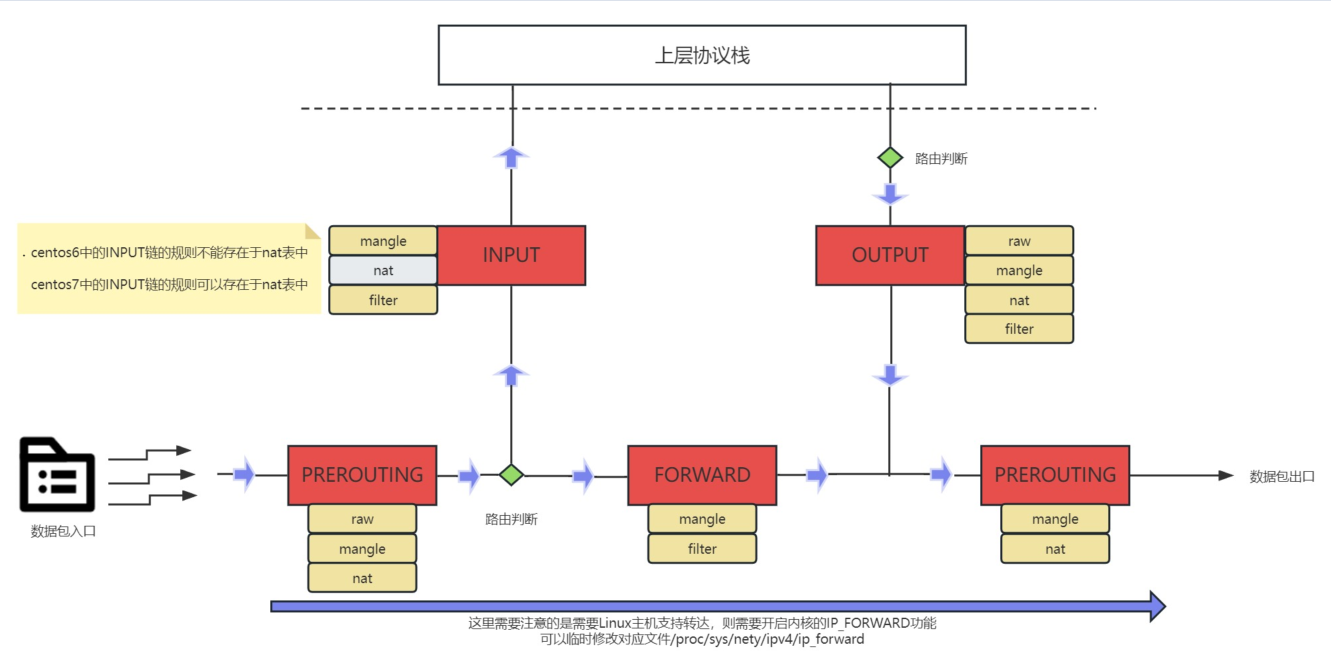 上层协议栈
路由判断
. centos6中的INPUT链的规则不能存在于nat表中
centos7中的INPUT链的规则可以存在于nat表中
mangle
nat
filter
INPUT
OUTPUT
raw
mangle
nat
filter
数据包入口
PREROUTING
raw
mangle
nat
路由判断
FORWARD
mangle
filter
PREROUTING
mangle
nat
数据包出口
这里需要注意的是需要Linux主机支持转达，则需要开启内核的IP_FORWARD功能
可以临时修改对应文件/proc/sys/nety/ipv4/ip_forward